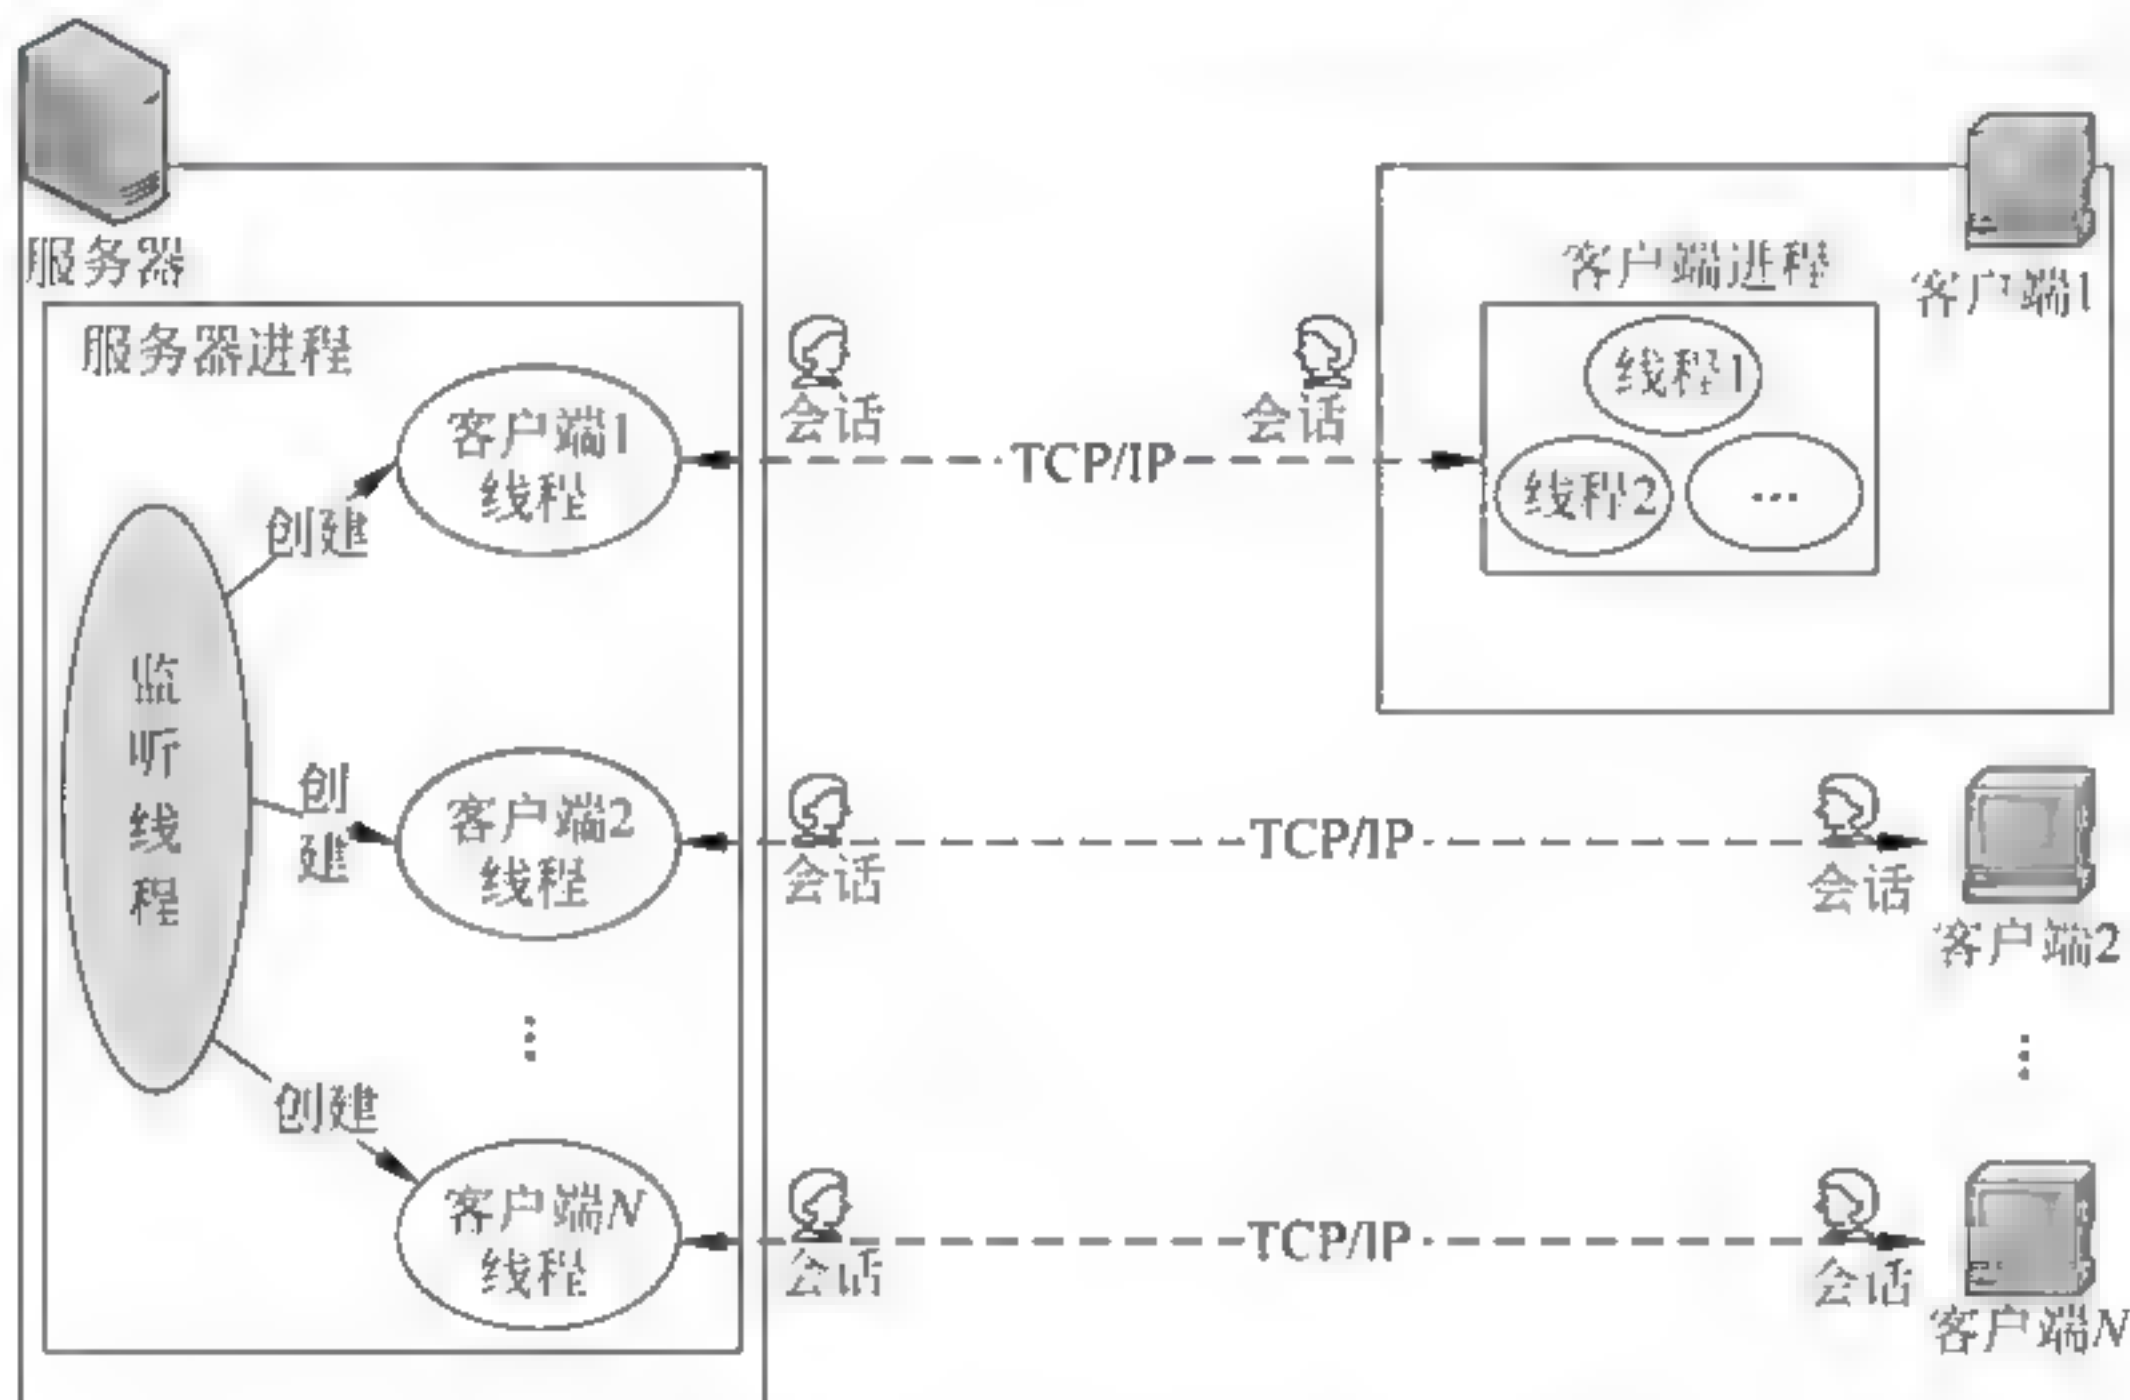 服务器
服务器进程
客户端1
线程
创建
监
听
线
程
创
建
客户端2
线程
⋮
创建
客户端N
线程
会话
TCP/IP
会话
客户端进程
客户端1
线程1
线程2
…
会话
TCP/IP
会话
客户端2
⋮
会话
TCP/IP
会话
客户端N